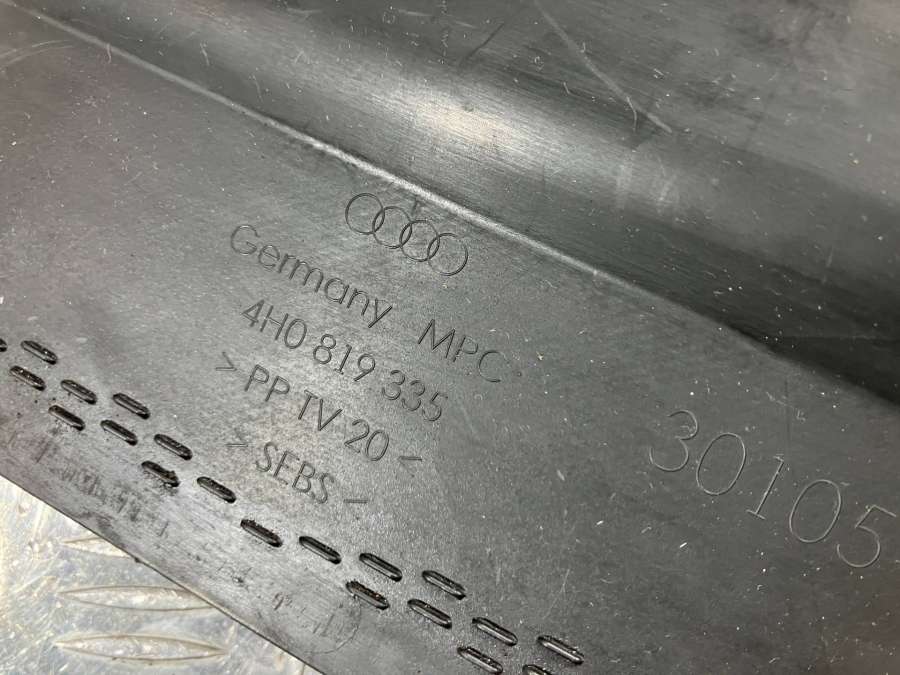 Germany MPC
4H0 819 335
> PP TV 20 <
> SEBS <
30105